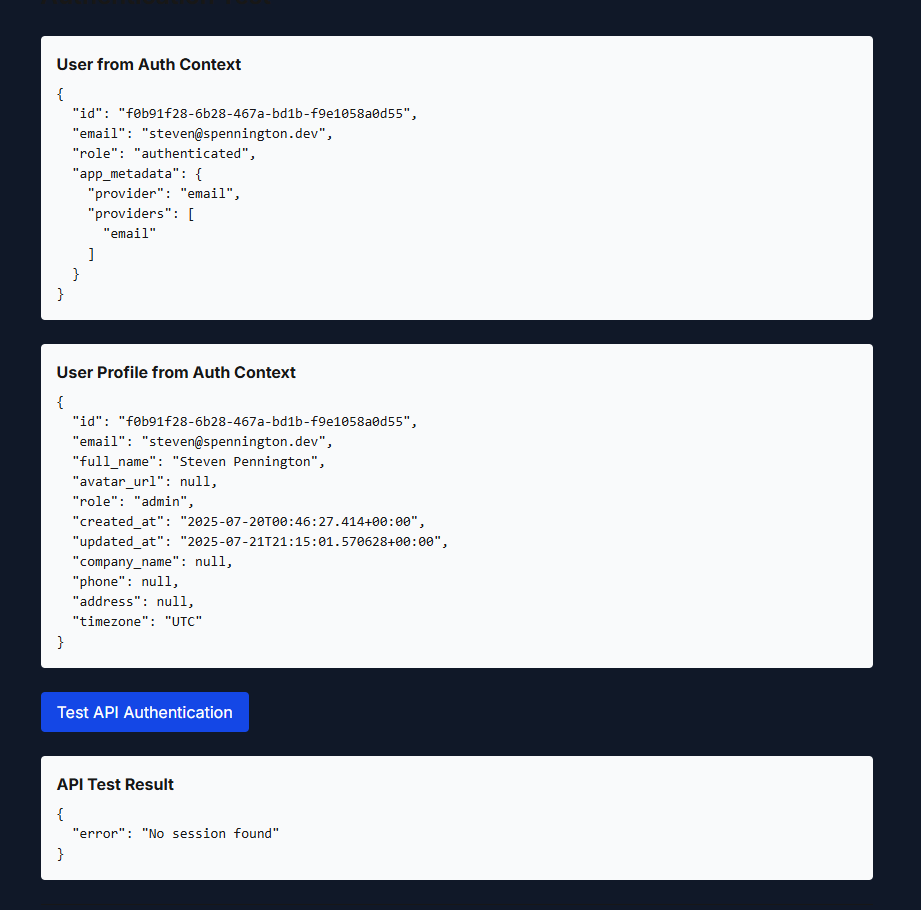 User from Auth Context
{
  "id": "f0b91f28-6b28-467a-bd1b-f9e1058a0d55",
  "email": "steven@spennington.dev",
  "role": "authenticated",
  "app_metadata": {
    "provider": "email",
    "providers": [
      "email"
    ]
  }
}
User Profile from Auth Context
{
  "id": "f0b91f28-6b28-467a-bd1b-f9e1058a0d55",
  "email": "steven@spennington.dev",
  "full_name": "Steven Pennington",
  "avatar_url": null,
  "role": "admin",
  "created_at": "2025-07-20T00:46:27.414+00:00",
  "updated_at": "2025-07-21T21:15:01.570628+00:00",
  "company_name": null,
  "phone": null,
  "address": null,
  "timezone": "UTC"
}
Test API Authentication
API Test Result
{
  "error": "No session found"
}